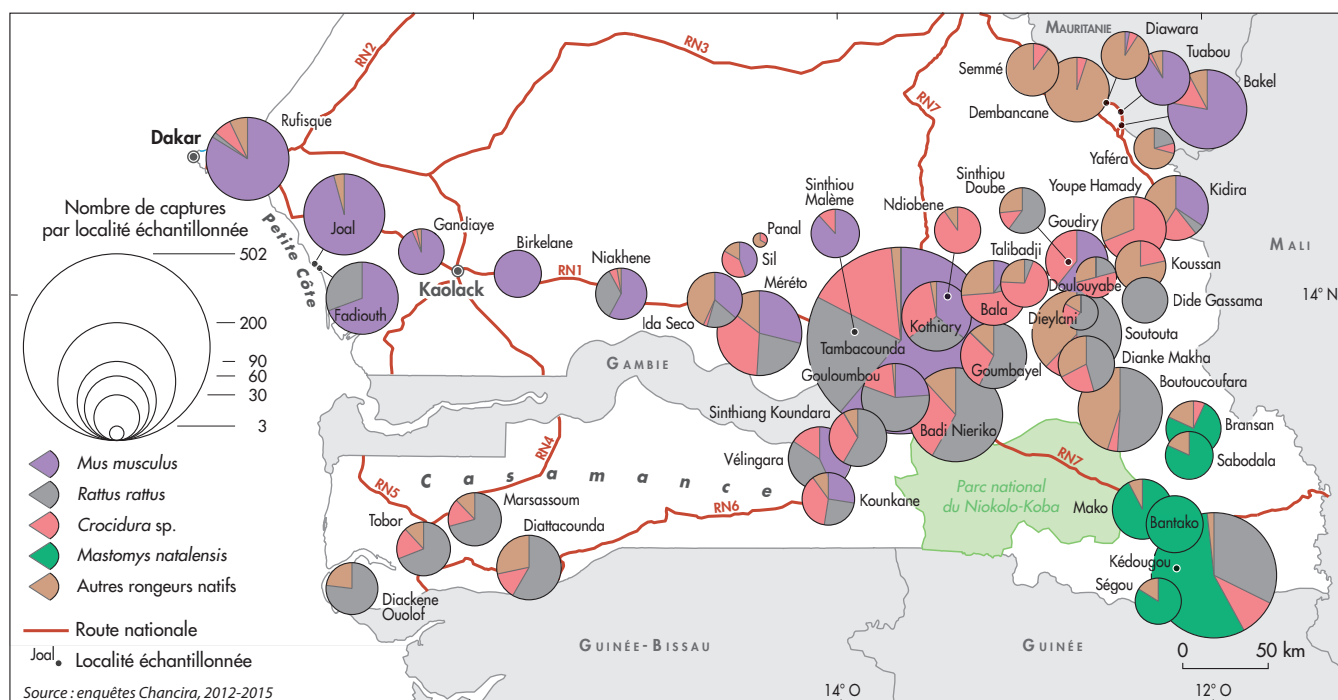 MAURITANIE
Diawara
Tuabou
Semmé
Bakel
Dembancane
RN2
RN3
RN7
Dakar
Rufisque
Yaféra
Sinthiou
Doube
Youpe Hamady
Kidira
Nombre de captures
par localité échantillonnée
502
200
90
60
30
3
Petite Côte
Joal
Gandiaye
Fadiouth
Kaolack
Birkelane
RN1
Niakhene
Sinthiou
Malème
Ndiobene
Panal
Sil
Méréto
Ida Seco
Goudiry
Talibadji
MALI
Koussan
Doulouyabe
14° N
Bala
Dide Gassama
Kothiary
Dieylani
Soutouta
Tambacounda
GAMBIE
Gouloumbou
Goumbayel
Dianke Makha
Boutoucoufara
Sinthiang Koundara
Badi Nieriko
Bransan
Vélingara
Sabodala
RN4
RN7
Casamance
RN5
Marsassoum
RN6
Kounkane
Parc national
du Niokolo-Koba
Mako
Bantako
Tobor
Diattacounda
Kédougou
Ségou
Diackene
Ouolof
Mus musculus
Rattus rattus
Crocidura sp.
Mastomys natalensis
Autres rongeurs natifs
Route nationale
Joal
Localité échantillonnée
GUINÉE-BISSAU
GUINÉE
0 50 km
Source : enquêtes Chancira, 2012-2015
14° O
12° O